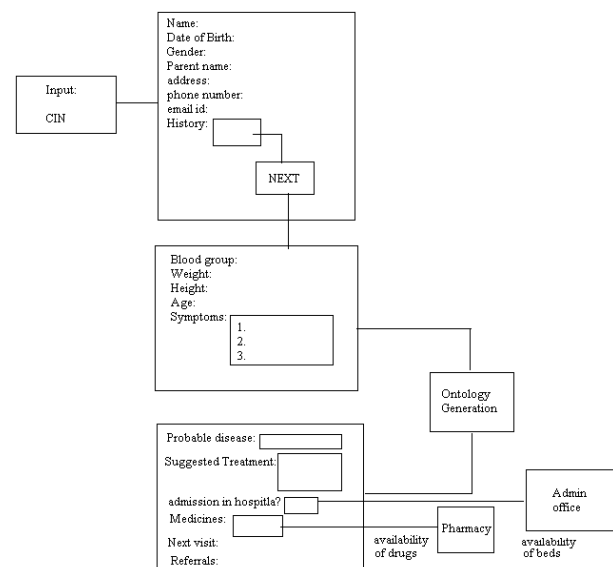 Input:
CIN
Name:
Date of Birth:
Gender:
Parent name:
address:
phone number:
email id:
History:
NEXT
Blood group:
Weight:
Height:
Age:
Symptoms:
1.
2.
3.
Ontology
Generation
Probable disease:
Suggested Treatment:
admission in hospitla?
Medicines:
Next visit:
Referrals:
availability
of drugs
Pharmacy
Admin
office
availability
of beds